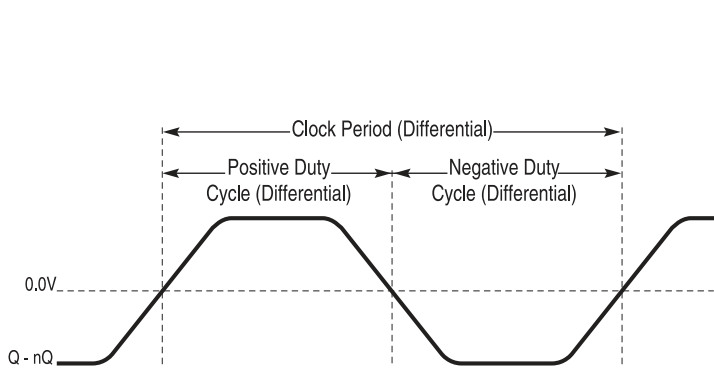 Clock Period (Differential)
Positive Duty
Cycle (Differential)
Negative Duty
Cycle (Differential)
0.0V
Q - nQ